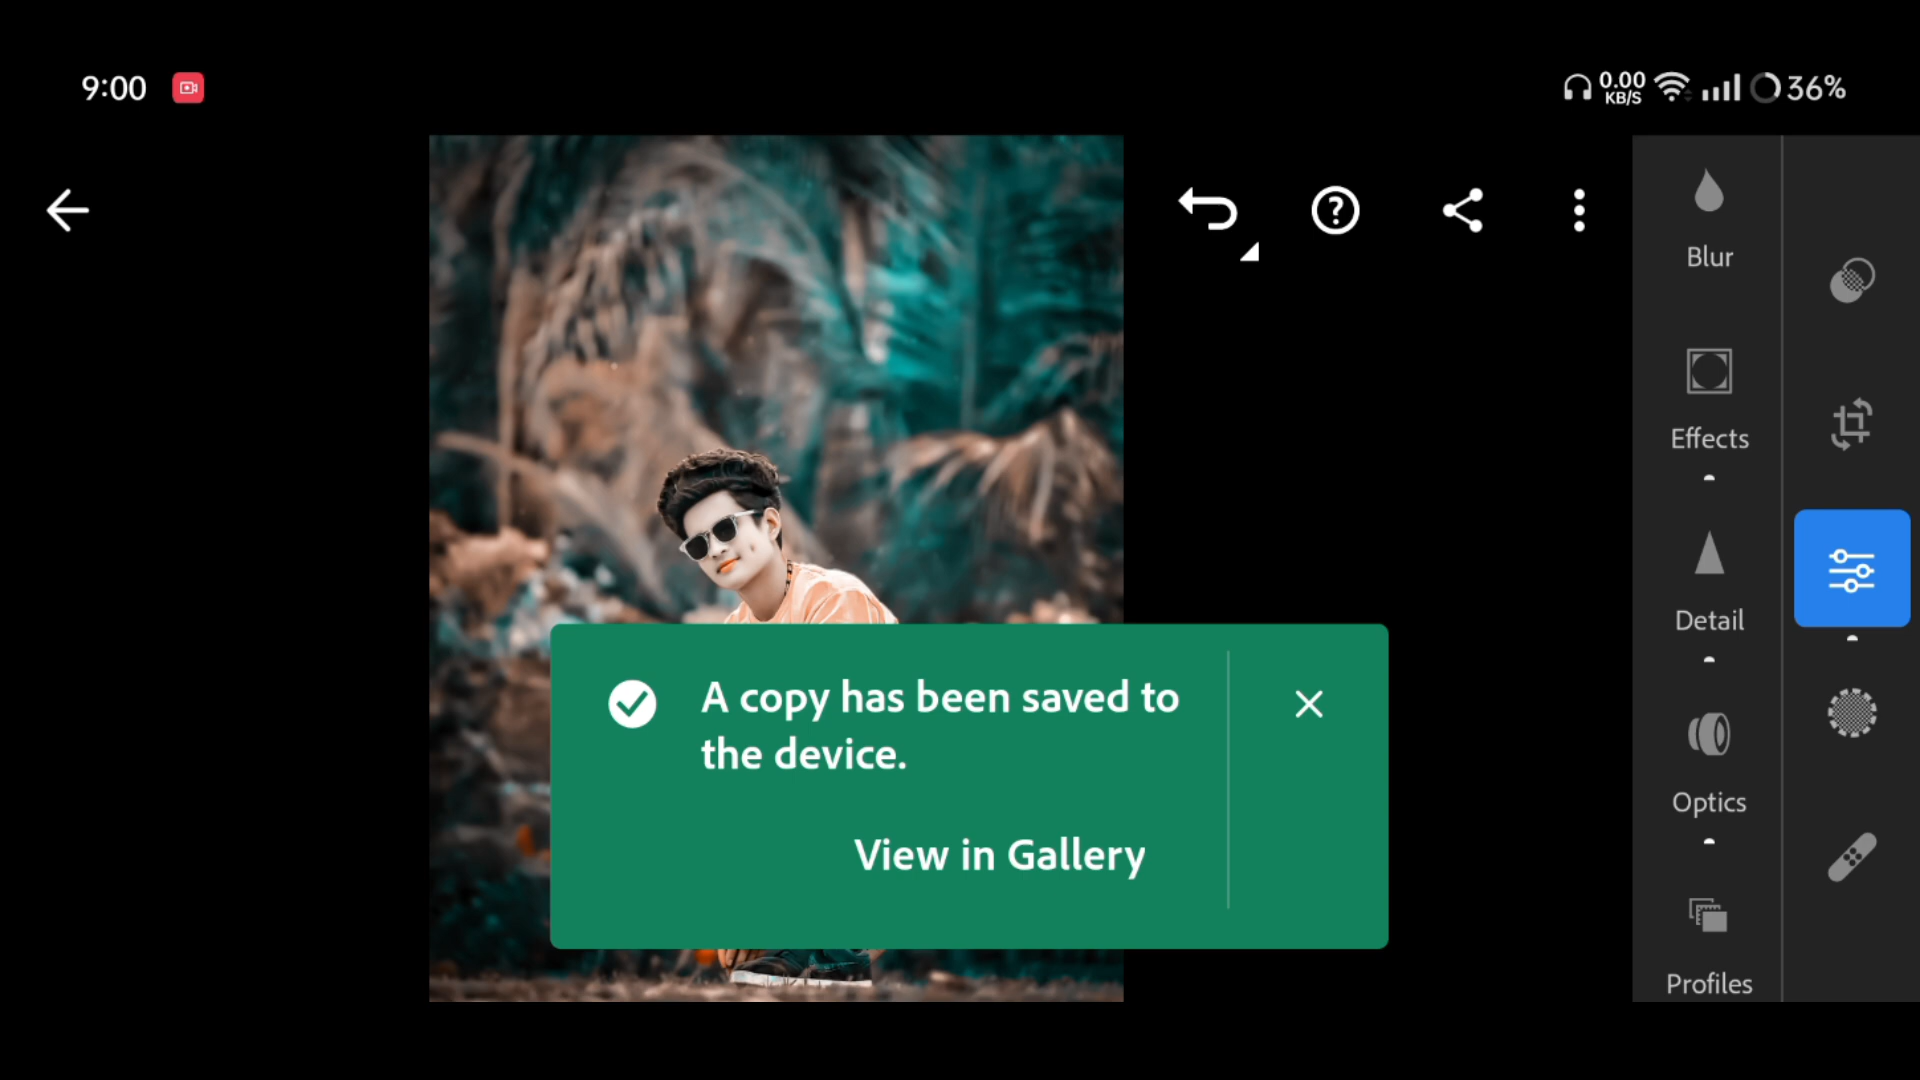 9:00
0.00
KB/S
36%
Blur
Effects
Detail
Optics
Profiles
A copy has been saved to
the device.
View in Gallery